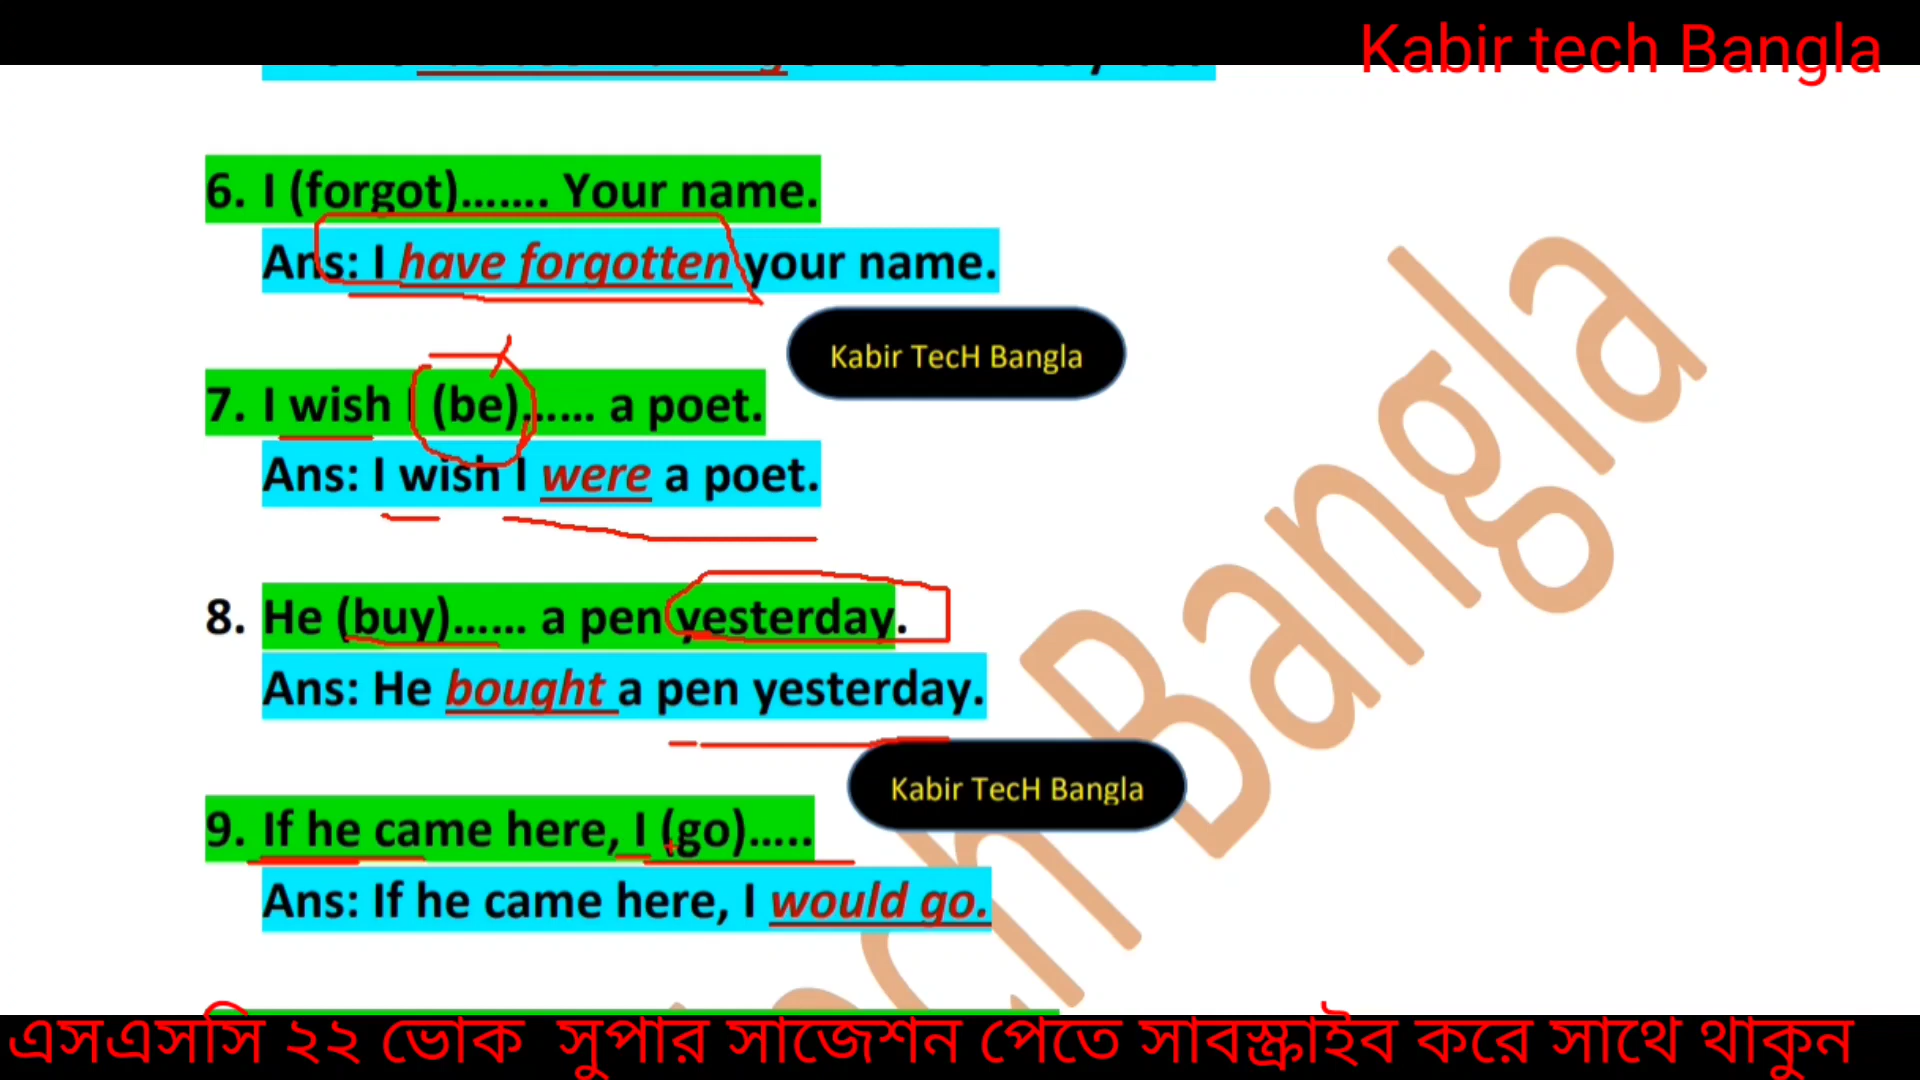 Kabir tech Bangla
6. I (forgot)....... Your name.
Ans: I have forgotten your name.
Kabir TecH Bangla
7. I wish I (be)...... a poet.
Ans: I wish I were a poet.
8. He (buy)...... a pen yesterday.
Ans: He bought a pen yesterday.
Kabir TecH Bangla
9. If he came here, I (go).....
Ans: If he came here, I would go.
ch Bangla
এসএসসি ২২ ভোক সুপার সাজেশন পেতে সাবস্ক্রাইব করে সাথে থাকুন